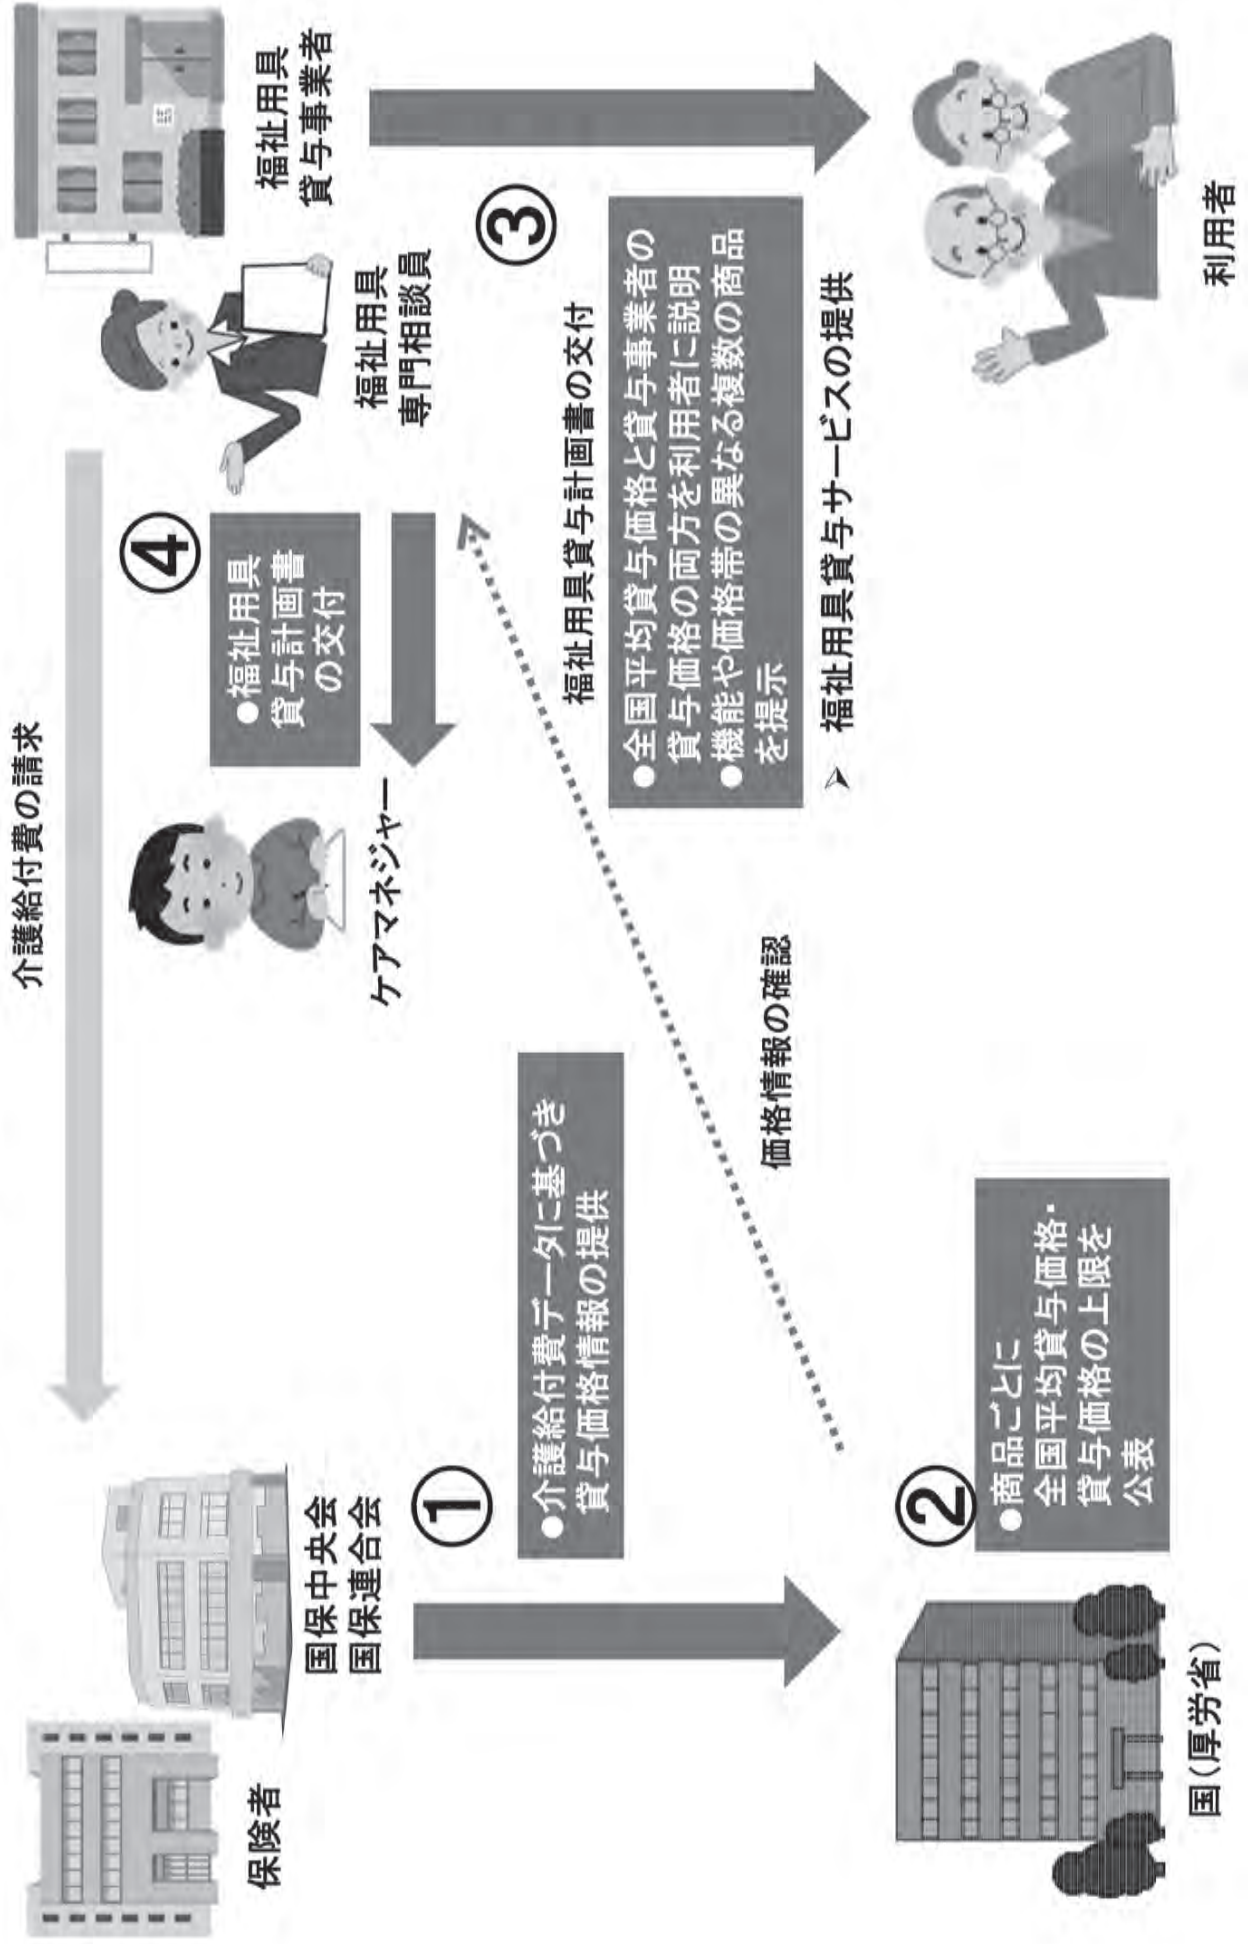 介護給付費の請求
保険者
国保中央会
国保連合会
ケアマネジャー
④
●福祉用具
貸与計画書
の交付
福祉用具
専門相談員
福祉用具
貸与事業者
①
●介護給付費データに基づき
貸与価格情報の提供
価格情報の確認
③
福祉用具貸与計画書の交付
●全国平均貸与価格と貸与事業者の
貸与価格の両方を利用者に説明
●機能や価格帯の異なる複数の商品
を提示
➢ 福祉用具貸与サービスの提供
②
●商品ごとに
全国平均貸与価格・
貸与価格の上限を
公表
国(厚労省)
利用者